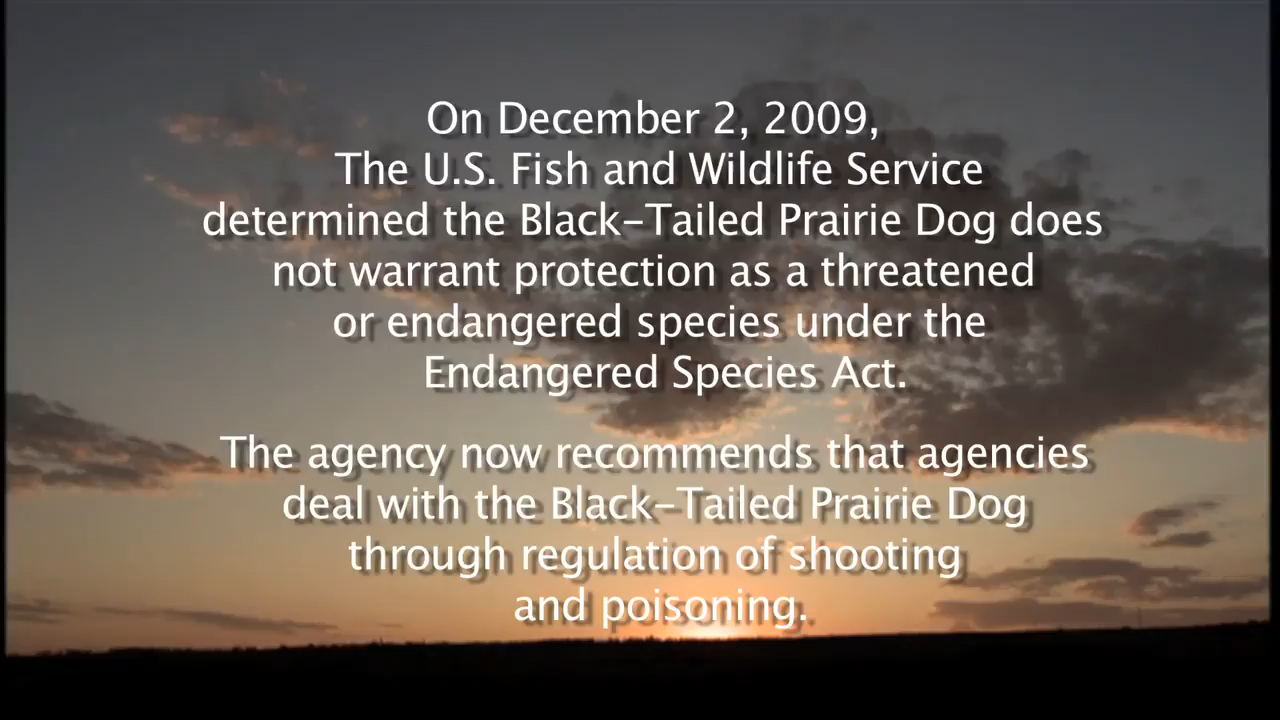 On December 2, 2009,
The U.S. Fish and Wildlife Service
determined the Black-Tailed Prairie Dog does
not warrant protection as a threatened
or endangered species under the
Endangered Species Act.
The agency now recommends that agencies
deal with the Black-Tailed Prairie Dog
through regulation of shooting
and poisoning.